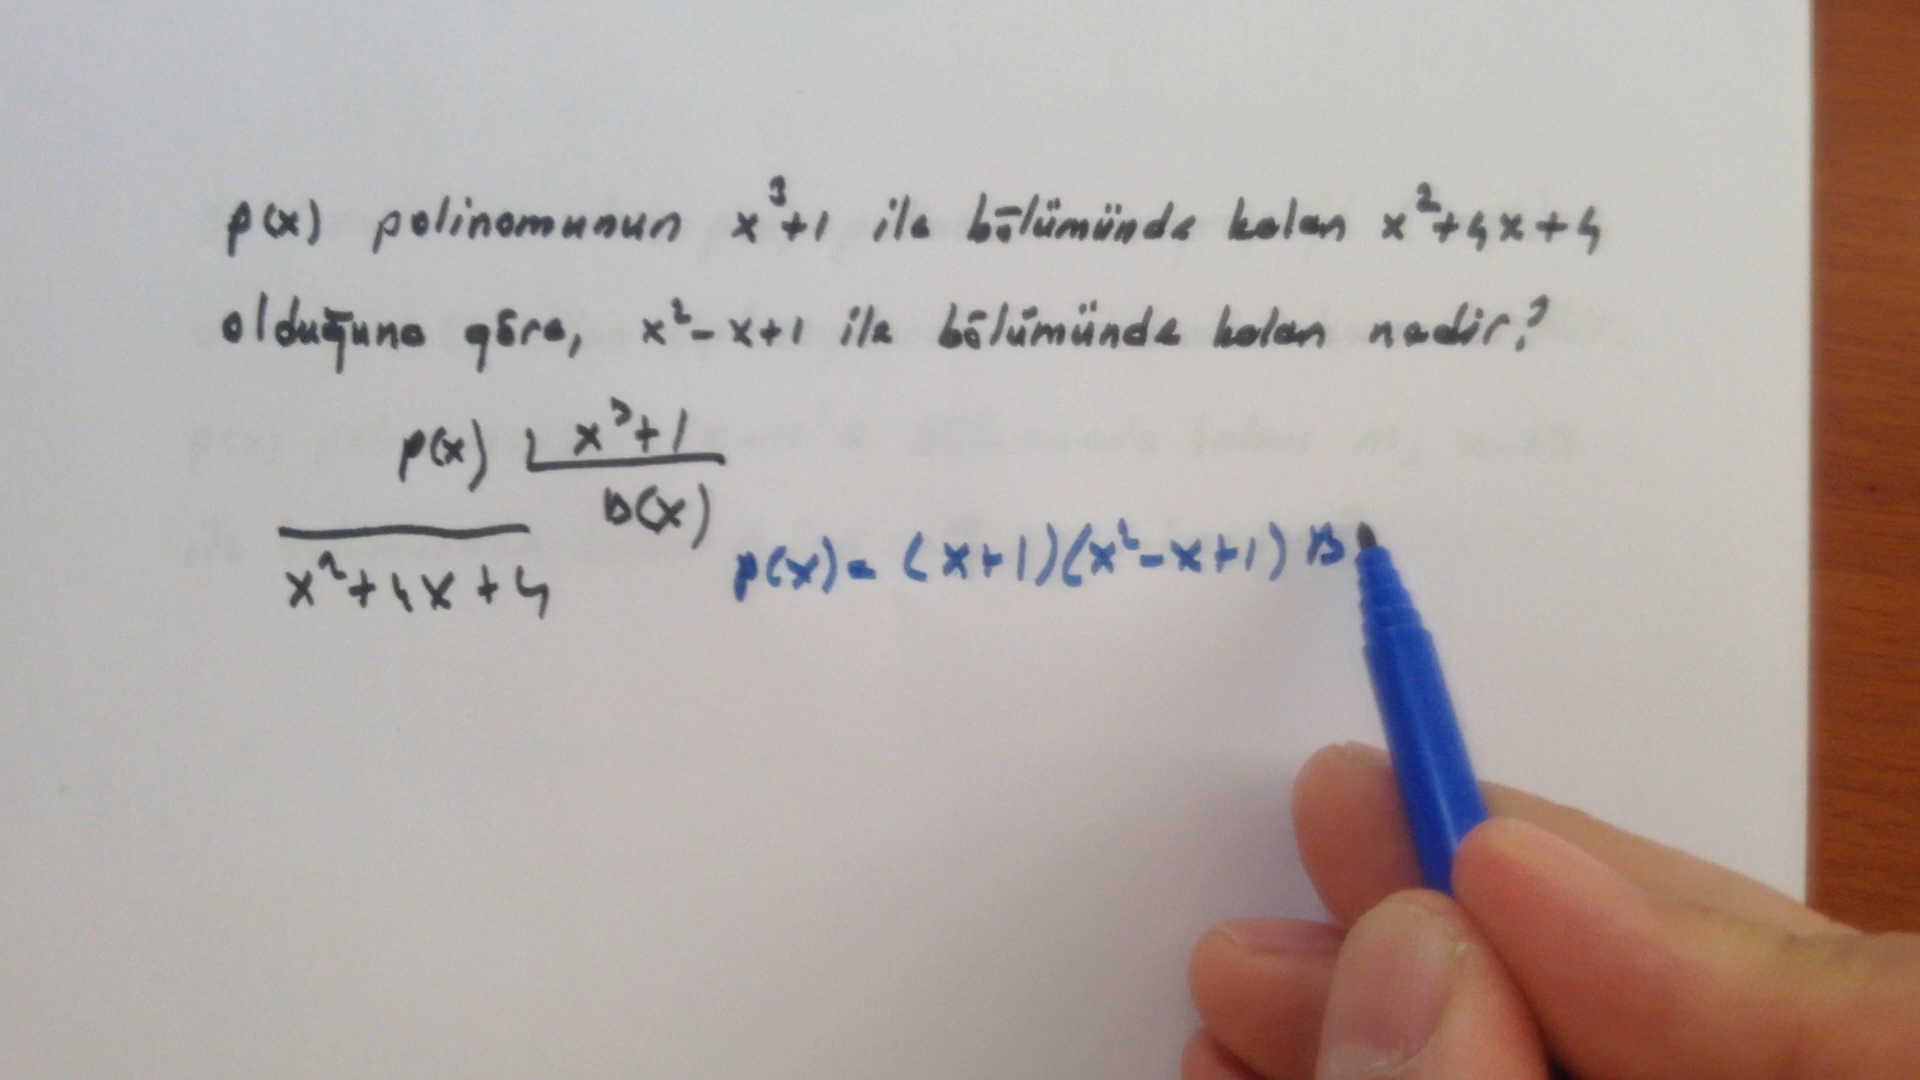 p(x) polinomunun x³+1 ile bölümünde kalan x²+4x+4
olduğuna göre, x²-x+1 ile bölümünde kalan nedir?
p(x) x³+1
B(x)
x²+4x+4
p(x)= (x+1)(x²-x+1) B